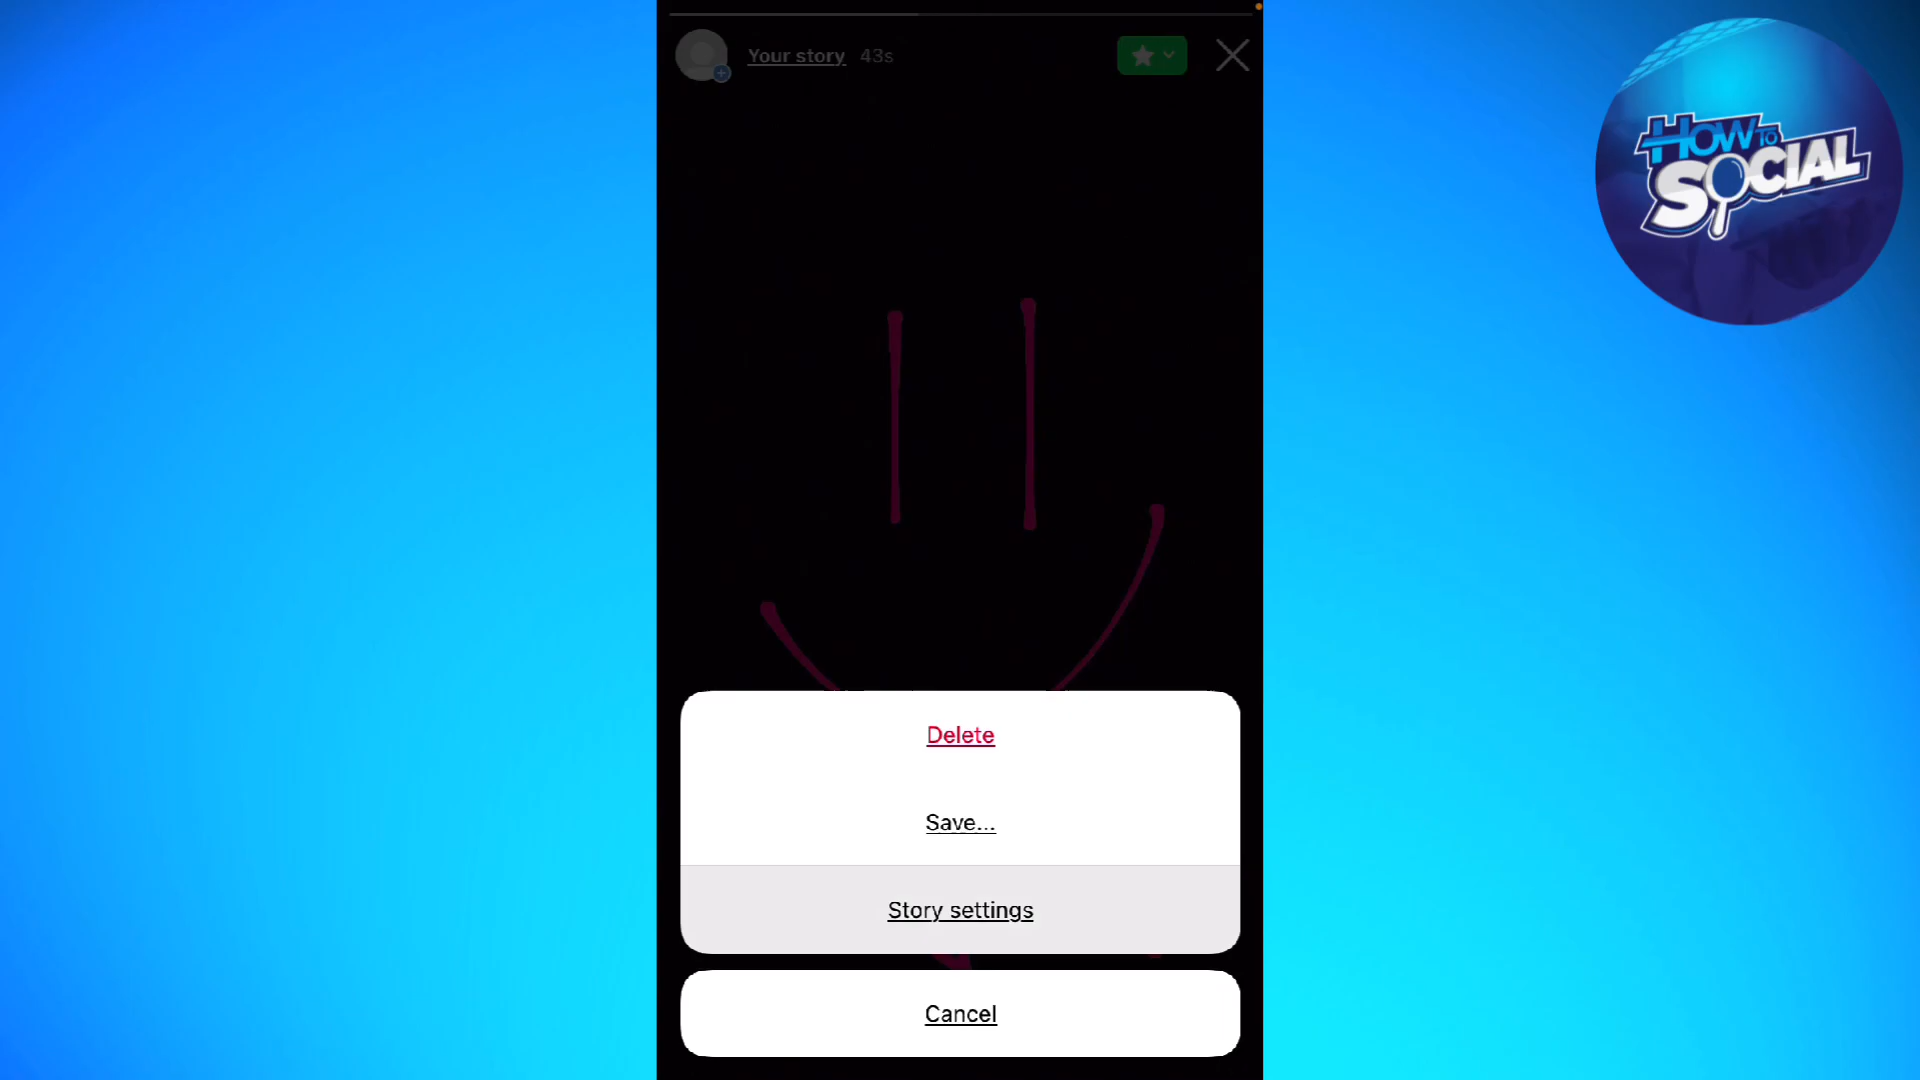 Your story 43s
HOW TO
SOCIAL
Delete
Save...
Story settings
Cancel